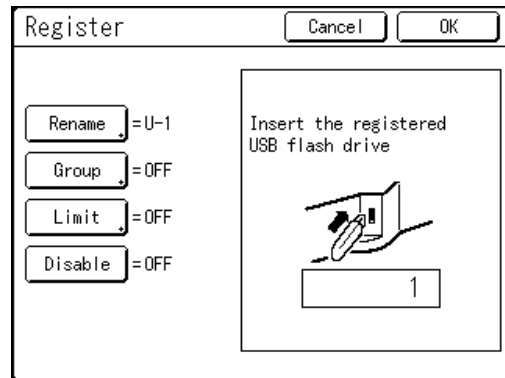 Register
Cancel
OK
Rename =U-1
Group =OFF
Limit =OFF
Disable =OFF
Insert the registered
USB flash drive
1